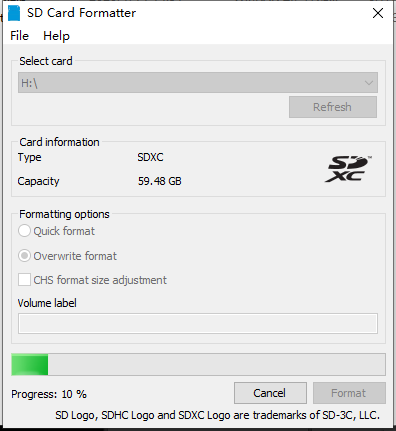 SD Card Formatter
File Help
Select card
H:\
Refresh
Card information
Type SDXC
Capacity 59.48 GB
SD XC™
Formatting options
Quick format
Overwrite format
CHS format size adjustment
Volume label
Progress: 10 %
Cancel Format
SD Logo, SDHC Logo and SDXC Logo are trademarks of SD-3C, LLC.